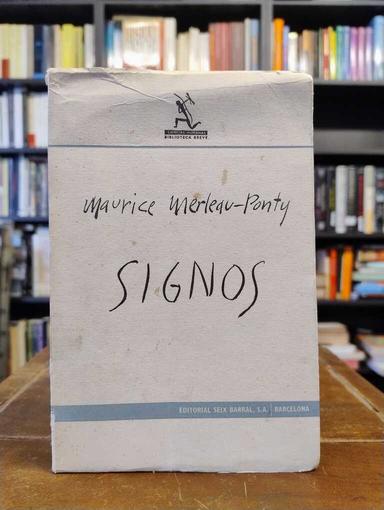 BIBLIOTECA BREVE
Maurice Merleau-Ponty
SIGNOS
EDITORIAL SEIX BARRAL, S.A. BARCELONA